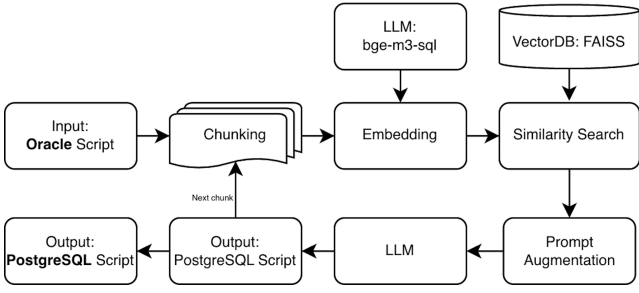 LLM:
bge-m3-sql
VectorDB: FAISS
Input:
Oracle Script
Chunking
Embedding
Similarity Search
Next chunk
Output:
PostgreSQL Script
Output:
PostgreSQL Script
LLM
Prompt
Augmentation